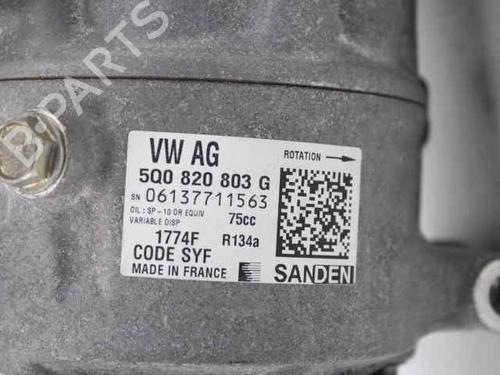 B-PARTS
VW AG
ROTATION
5Q0 820 803 G
SN 06137711563
OIL : SP-10 OR EQUIV 75cc
VARIABLE DISP
1774F R134a
CODE SYF
MADE IN FRANCE SANDEN